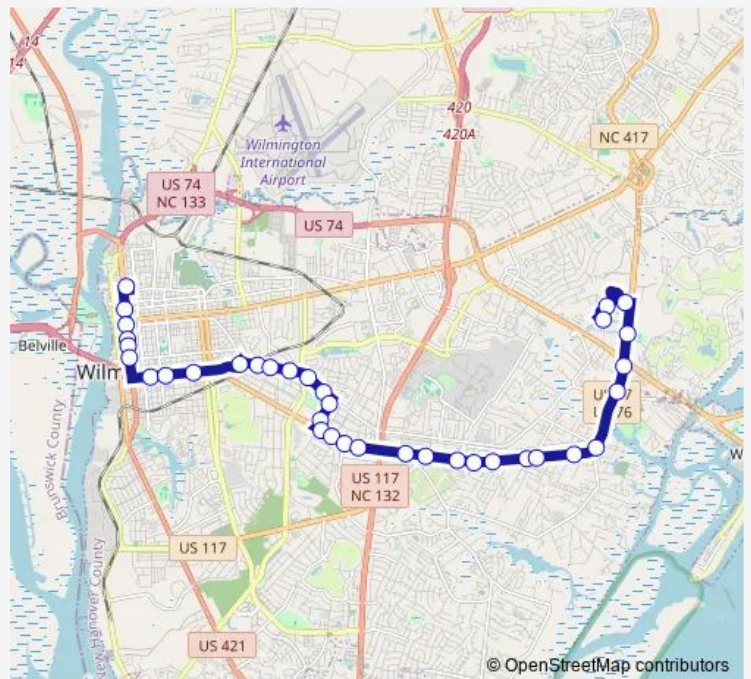 14
14
420
420A
NC 417
Wilmington
International
Airport
US 74
NC 133
US 74
Belville
Wilm
Brunswick County
New Hanover County
US 117
NC 132
US 117
US 421
© OpenStreetMap contributors